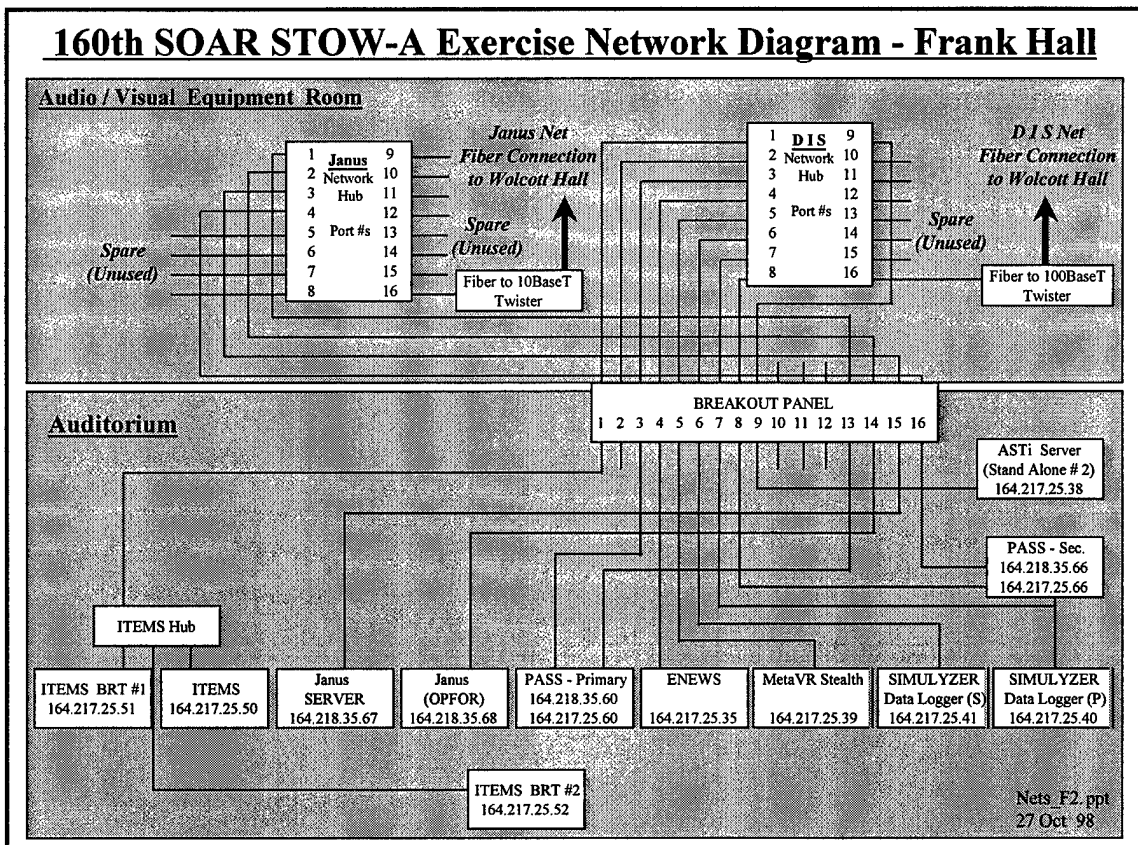 160th SOAR STOW-A Exercise Network Diagram - Frank Hall
Audio / Visual Equipment Room
Janus Net
Fiber Connection
to Wolcott Hall
D I S Net
Fiber Connection
to Wolcott Hall
1 Janus 9
2 Network 10
3 Hub 11
4 12
5 Port #s 13
6 14
7 15
8 16
Spare
(Unused)
Spare
(Unused)
Fiber to 10BaseT
Twister
1 D I S 9
2 Network 10
3 Hub 11
4 12
5 Port #s 13
6 14
7 15
8 16
Spare
(Unused)
Fiber to 100BaseT
Twister
BREAKOUT PANEL
1 2 3 4 5 6 7 8 9 10 11 12 13 14 15 16
Auditorium
ASTi Server
(Stand Alone # 2)
164.217.25.38
PASS - Sec.
164.218.35.66
164.217.25.66
ITEMS Hub
ITEMS BRT #1
164.217.25.51
ITEMS
164.217.25.50
Janus
SERVER
164.218.35.67
Janus
(OPFOR)
164.218.35.68
PASS - Primary
164.218.35.60
164.217.25.60
ENEWS
164.217.25.35
MetaVR Stealth
164.217.25.39
SIMULYZER
Data Logger (S)
164.217.25.41
SIMULYZER
Data Logger (P)
164.217.25.40
ITEMS BRT #2
164.217.25.52
Nets_F2.ppt
27 Oct 98